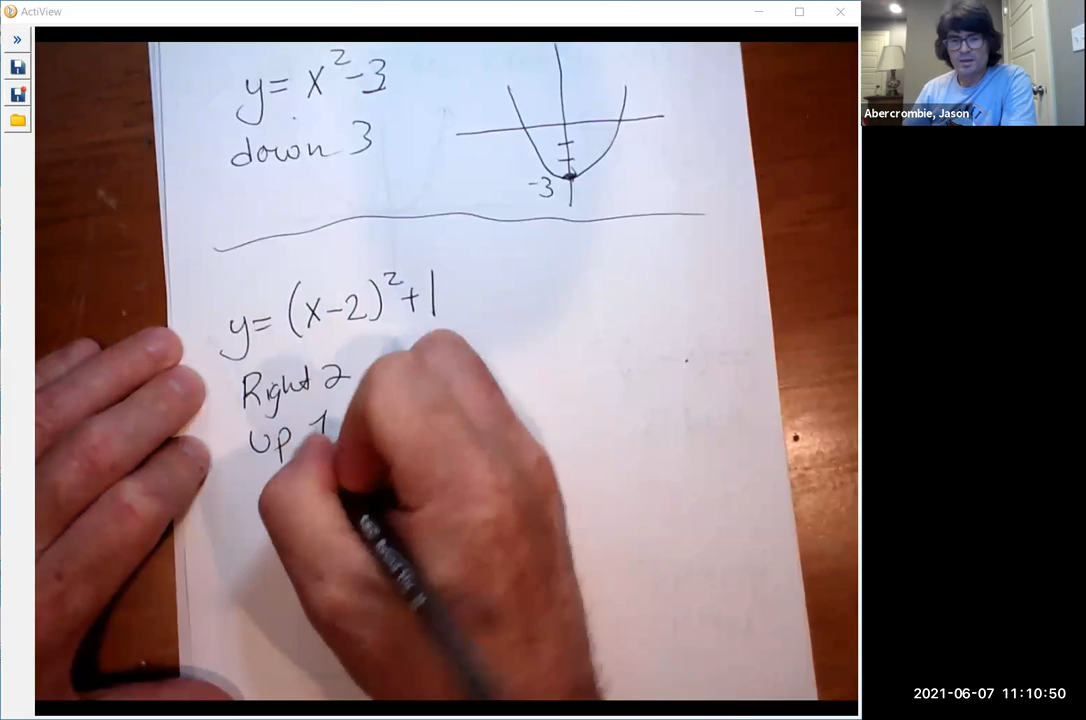 ActiView
»
y = x² - 3
down 3
-3
y = (x-2)² + 1
Right 2
up 1
Abercrombie, Jason
2021-06-07 11:10:50